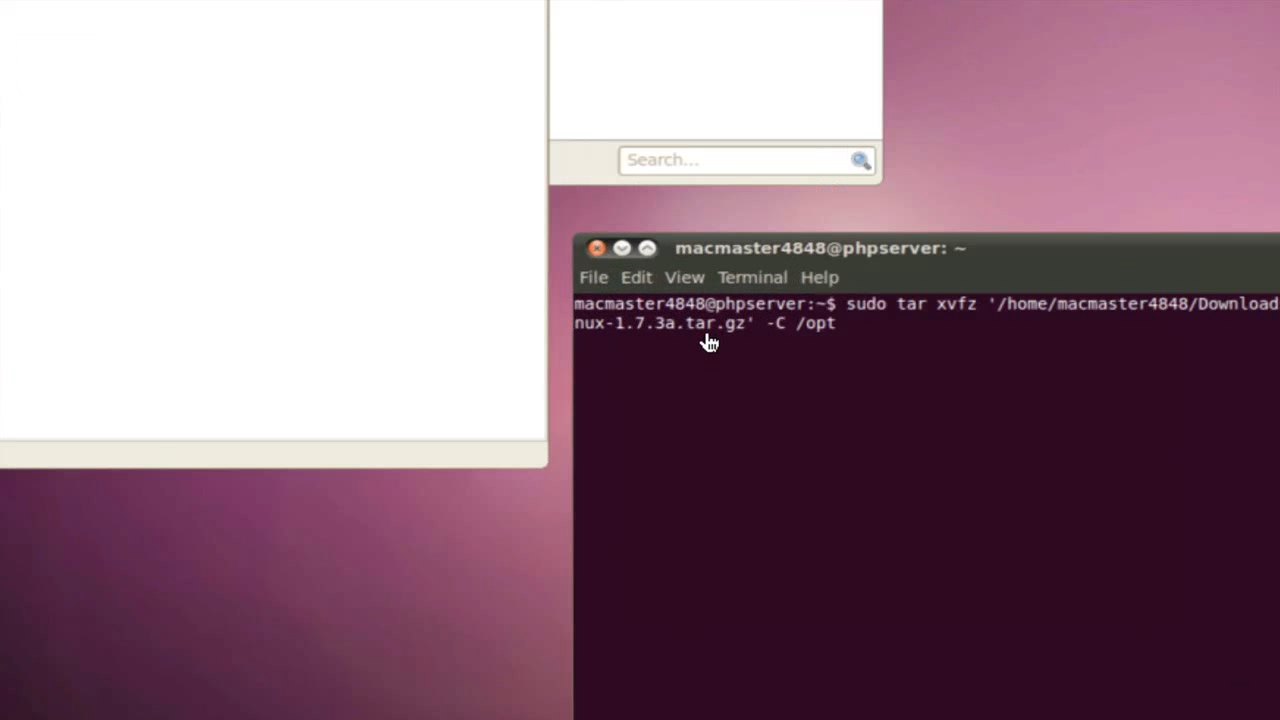 Search...
macmaster4848@phpserver: ~
File Edit View Terminal Help
macmaster4848@phpserver:~$ sudo tar xvfz '/home/macmaster4848/Download
nux-1.7.3a.tar.gz' -C /opt